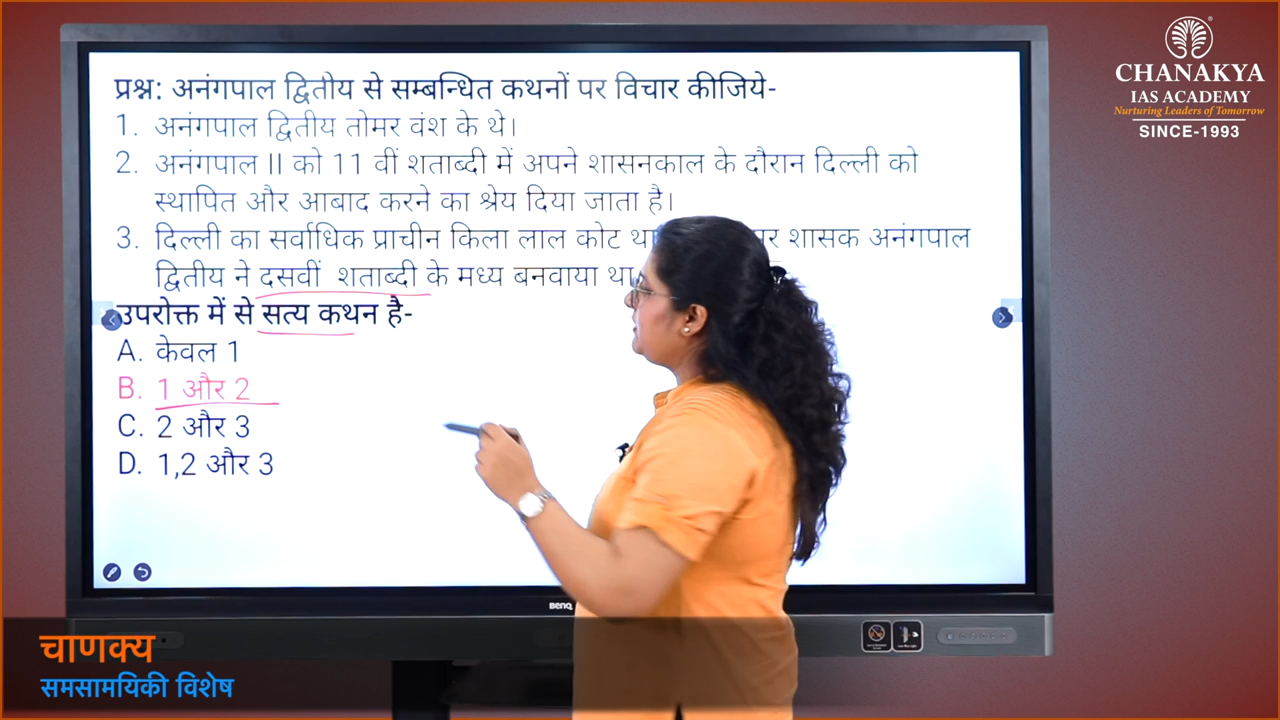 प्रश्न: अनंगपाल द्वितीय से सम्बन्धित कथनों पर विचार कीजिये-
1. अनंगपाल द्वितीय तोमर वंश के थे।
2. अनंगपाल II को 11 वीं शताब्दी में अपने शासनकाल के दौरान दिल्ली को
स्थापित और आबाद करने का श्रेय दिया जाता है।
3. दिल्ली का सर्वाधिक प्राचीन किला लाल कोट शासक अनंगपाल
द्वितीय ने दसवीं शताब्दी के मध्य बनवाया था
उपरोक्त में से सत्य कथन है-
A. केवल 1
B. 1 और 2
C. 2 और 3
D. 1,2 और 3
CHANAKYA
IAS ACADEMY
Nurturing Leaders of Tomorrow
SINCE-1993
BenQ
चाणक्य
समसामयिकी विशेष